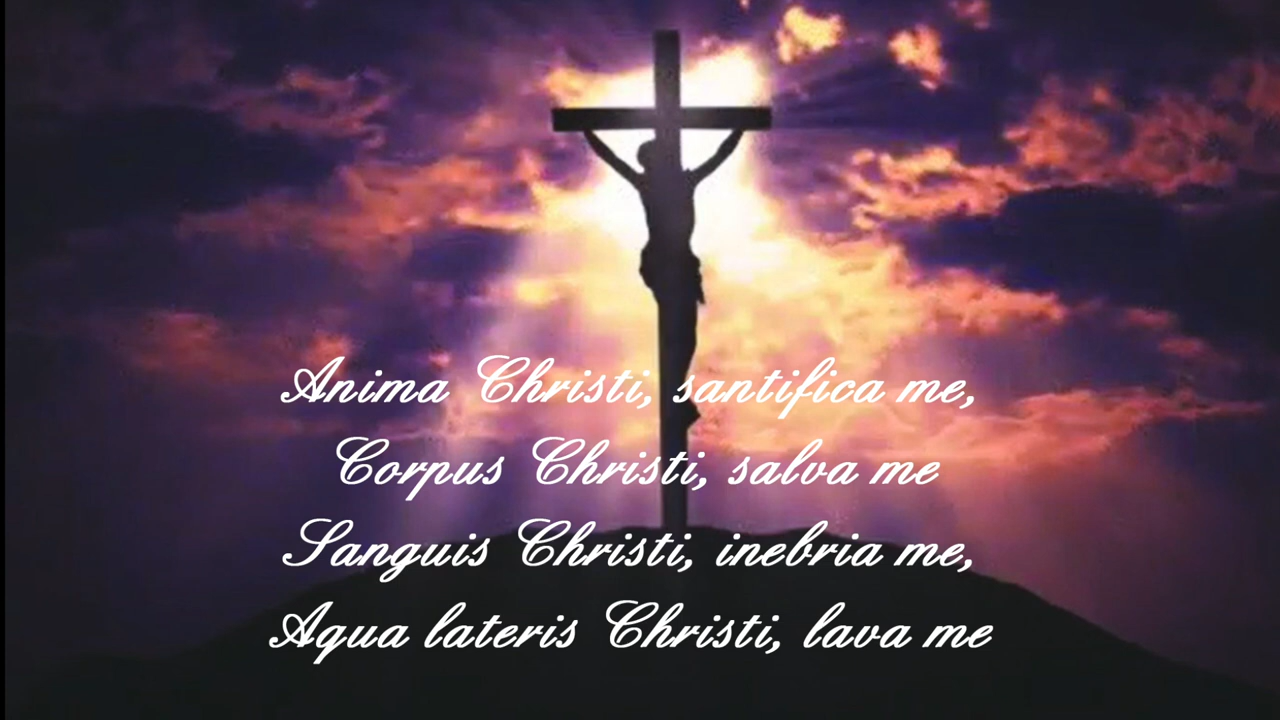 Anima Christi, santifica me,
Corpus Christi, salva me
Sanguis Christi, inebria me,
Aqua lateris Christi, lava me